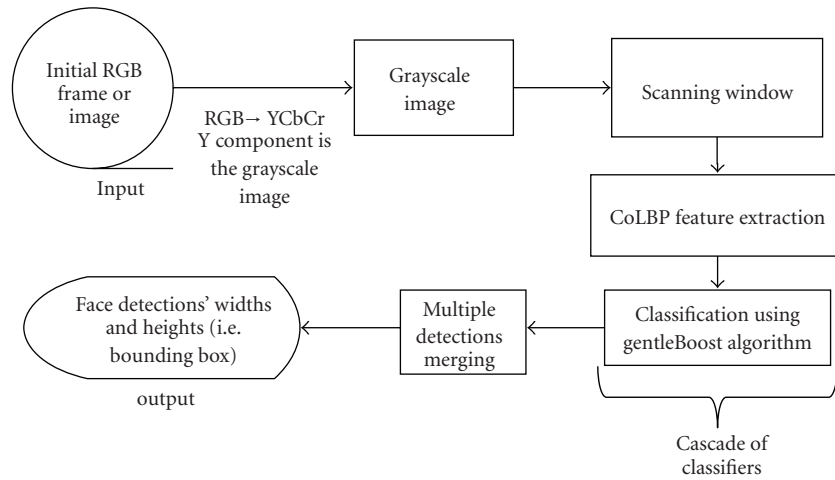 Initial RGB
frame or
image
Input
RGB→ YCbCr
Y component is
the grayscale
image
Grayscale
image
Scanning window
CoLBP feature extraction
Classification using
gentleBoost algorithm
Cascade of
classifiers
Multiple
detections
merging
Face detections’ widths
and heights (i.e.
bounding box)
output